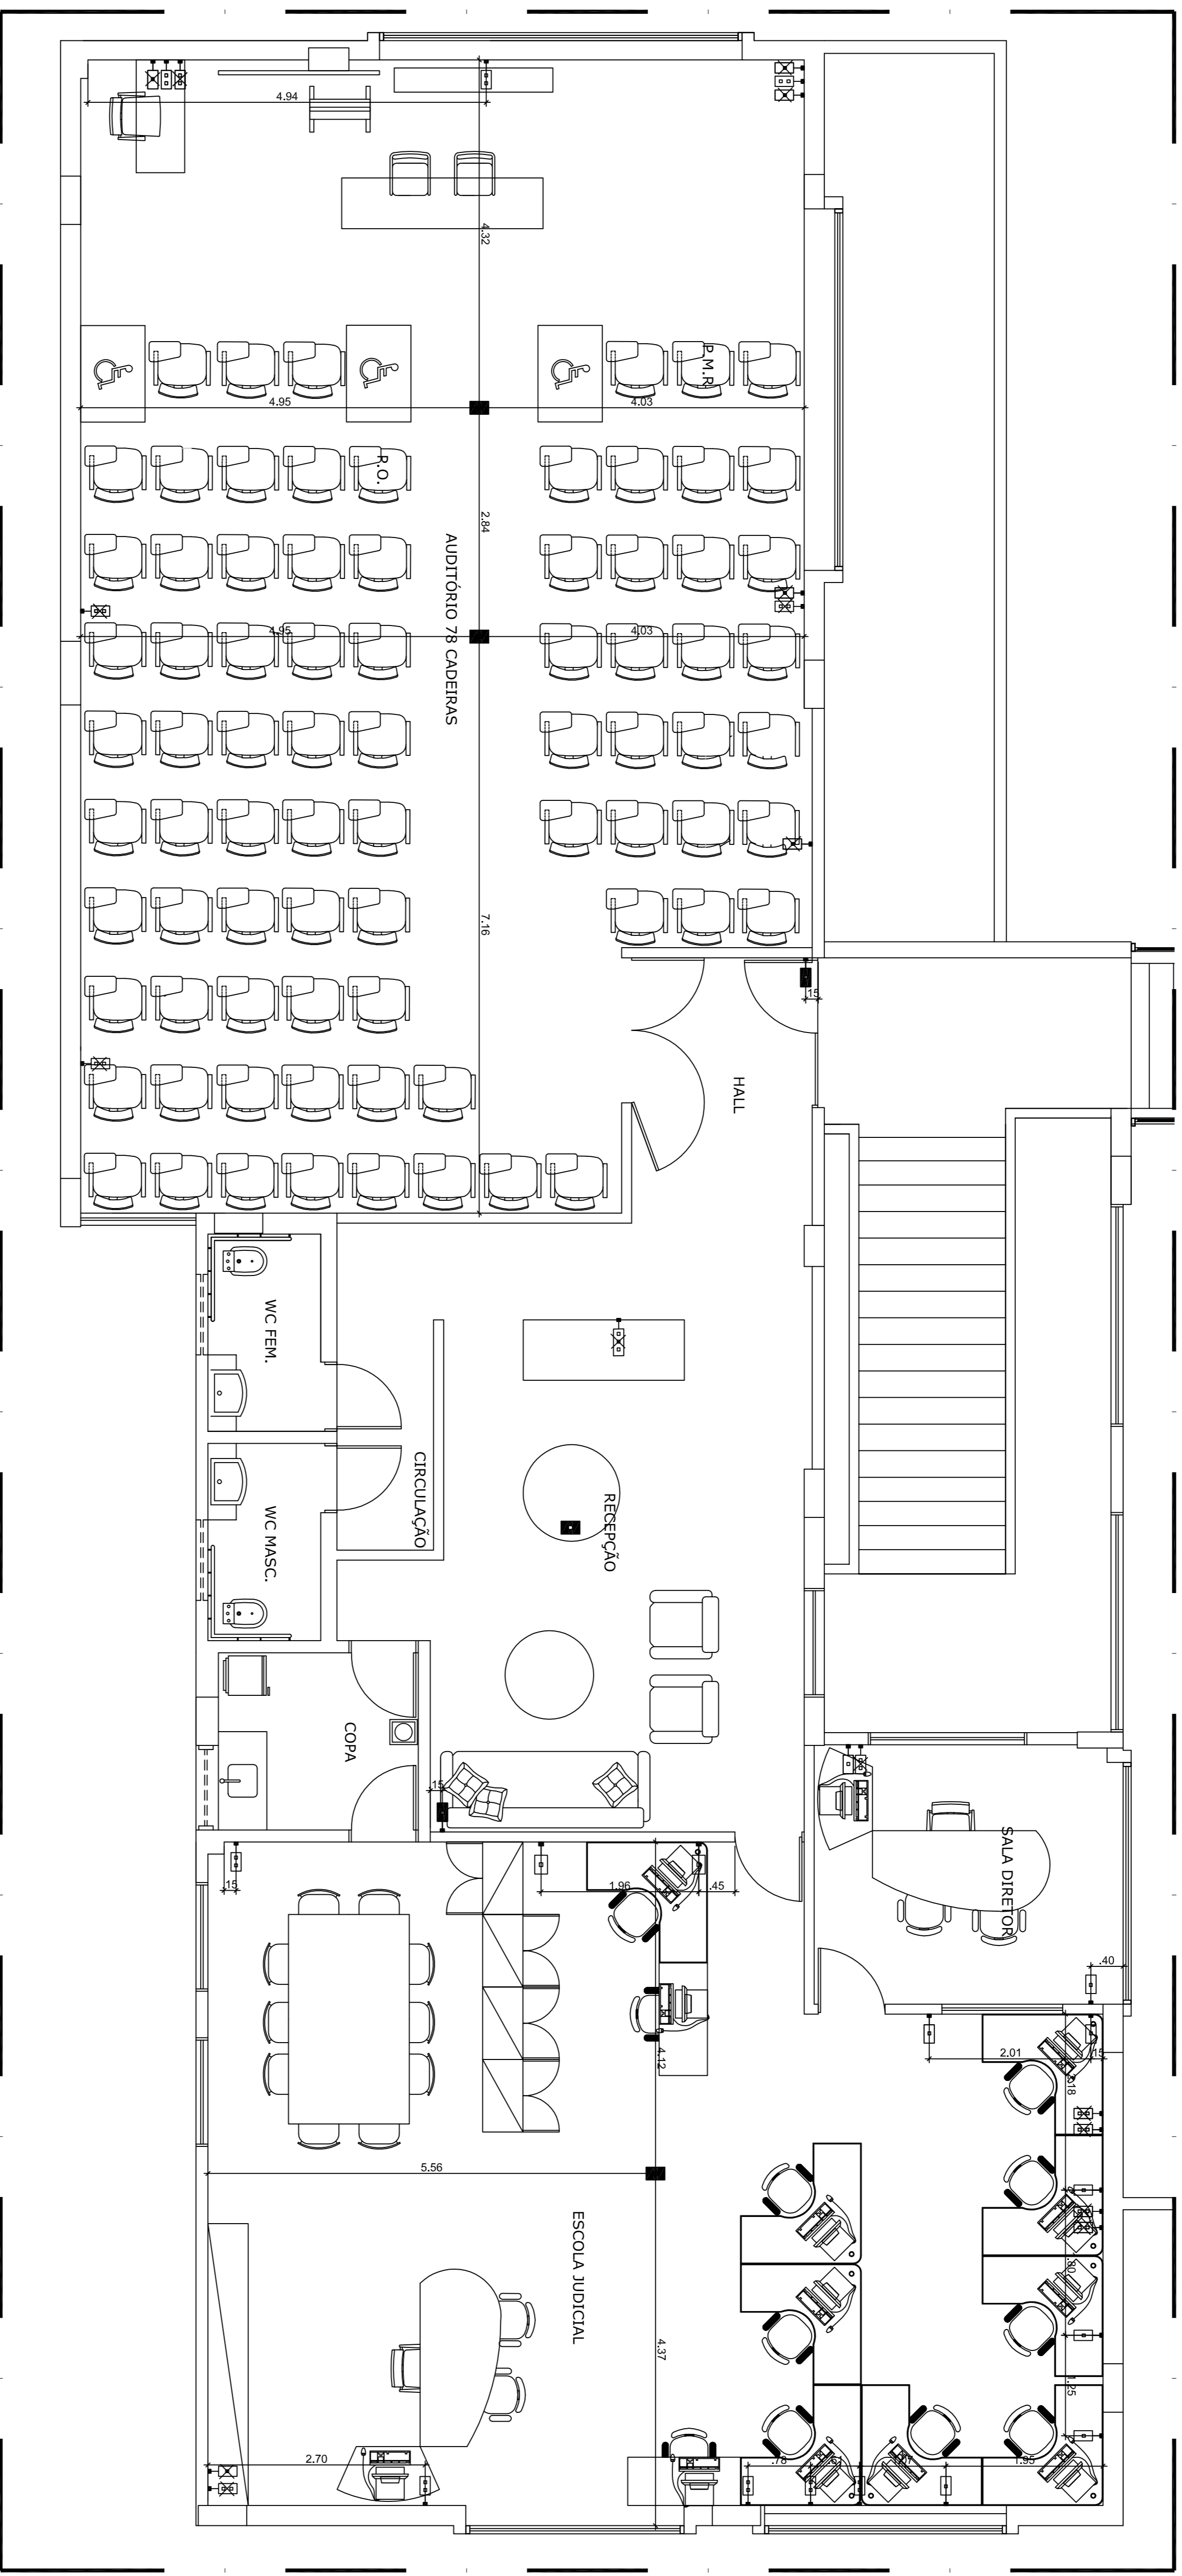 4.94
4.32
P.M.R.
4.95
4.03
P.O.
2.84
AUDITÓRIO 78 CADEIRAS
4.95
4.03
7.16
.15
HALL
WC FEM.
CIRCULAÇÃO
WC MASC.
RECEPÇÃO
COPA
.15
SALA DIRETOR
.15
1.96
.45
.40
2.01
.15
4.12
5.56
ESCOLA JUDICIAL
4.37
1.25
2.70
.78
1.95